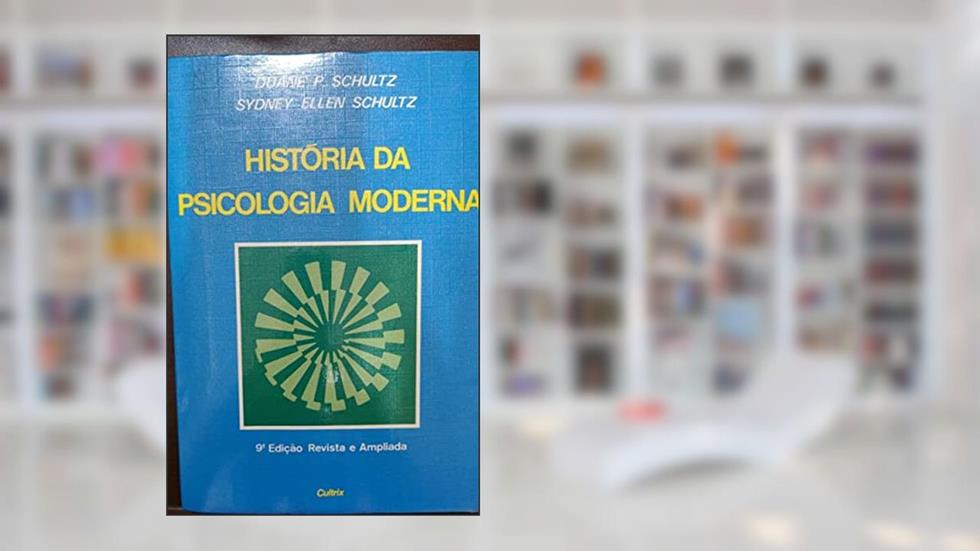 DUANE P. SCHULTZ
SYDNEY ELLEN SCHULTZ
HISTÓRIA DA
PSICOLOGIA MODERNA
9ª Edição Revista e Ampliada
Cultrix